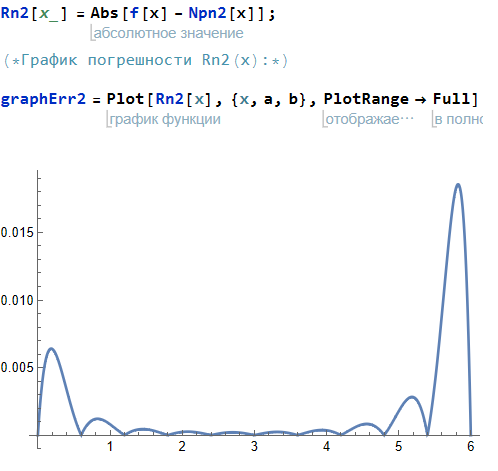 Rn2[x_] = Abs[f[x] - Npn2[x]];
абсолютное значение
(*График погрешности Rn2(x):*)
graphErr2 = Plot[Rn2[x], {x, a, b}, PlotRange → Full]
график функции отображае⋯ в полно
0.015
0.010
0.005
1 2 3 4 5 6